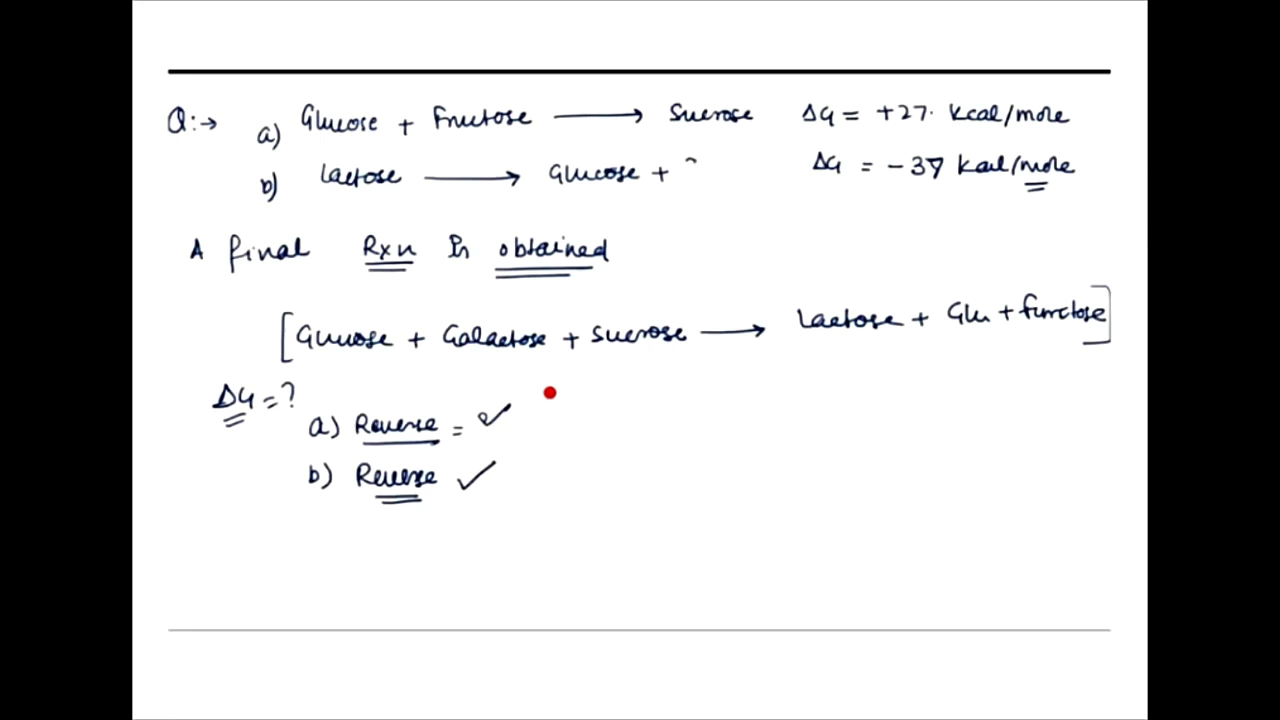 Q:→ a) Glucose + Fructose ⟶ Sucrose ΔG = +27. Kcal/mole
b) Lactose ⟶ Glucose + ? ΔG = -37 Kcal/mole
A final Rxn is obtained
[Glucose + Galactose + Sucrose ⟶ Lactose + Glu + furctose]
ΔG = ?
a) Reverse = ✓
b) Reverse ✓